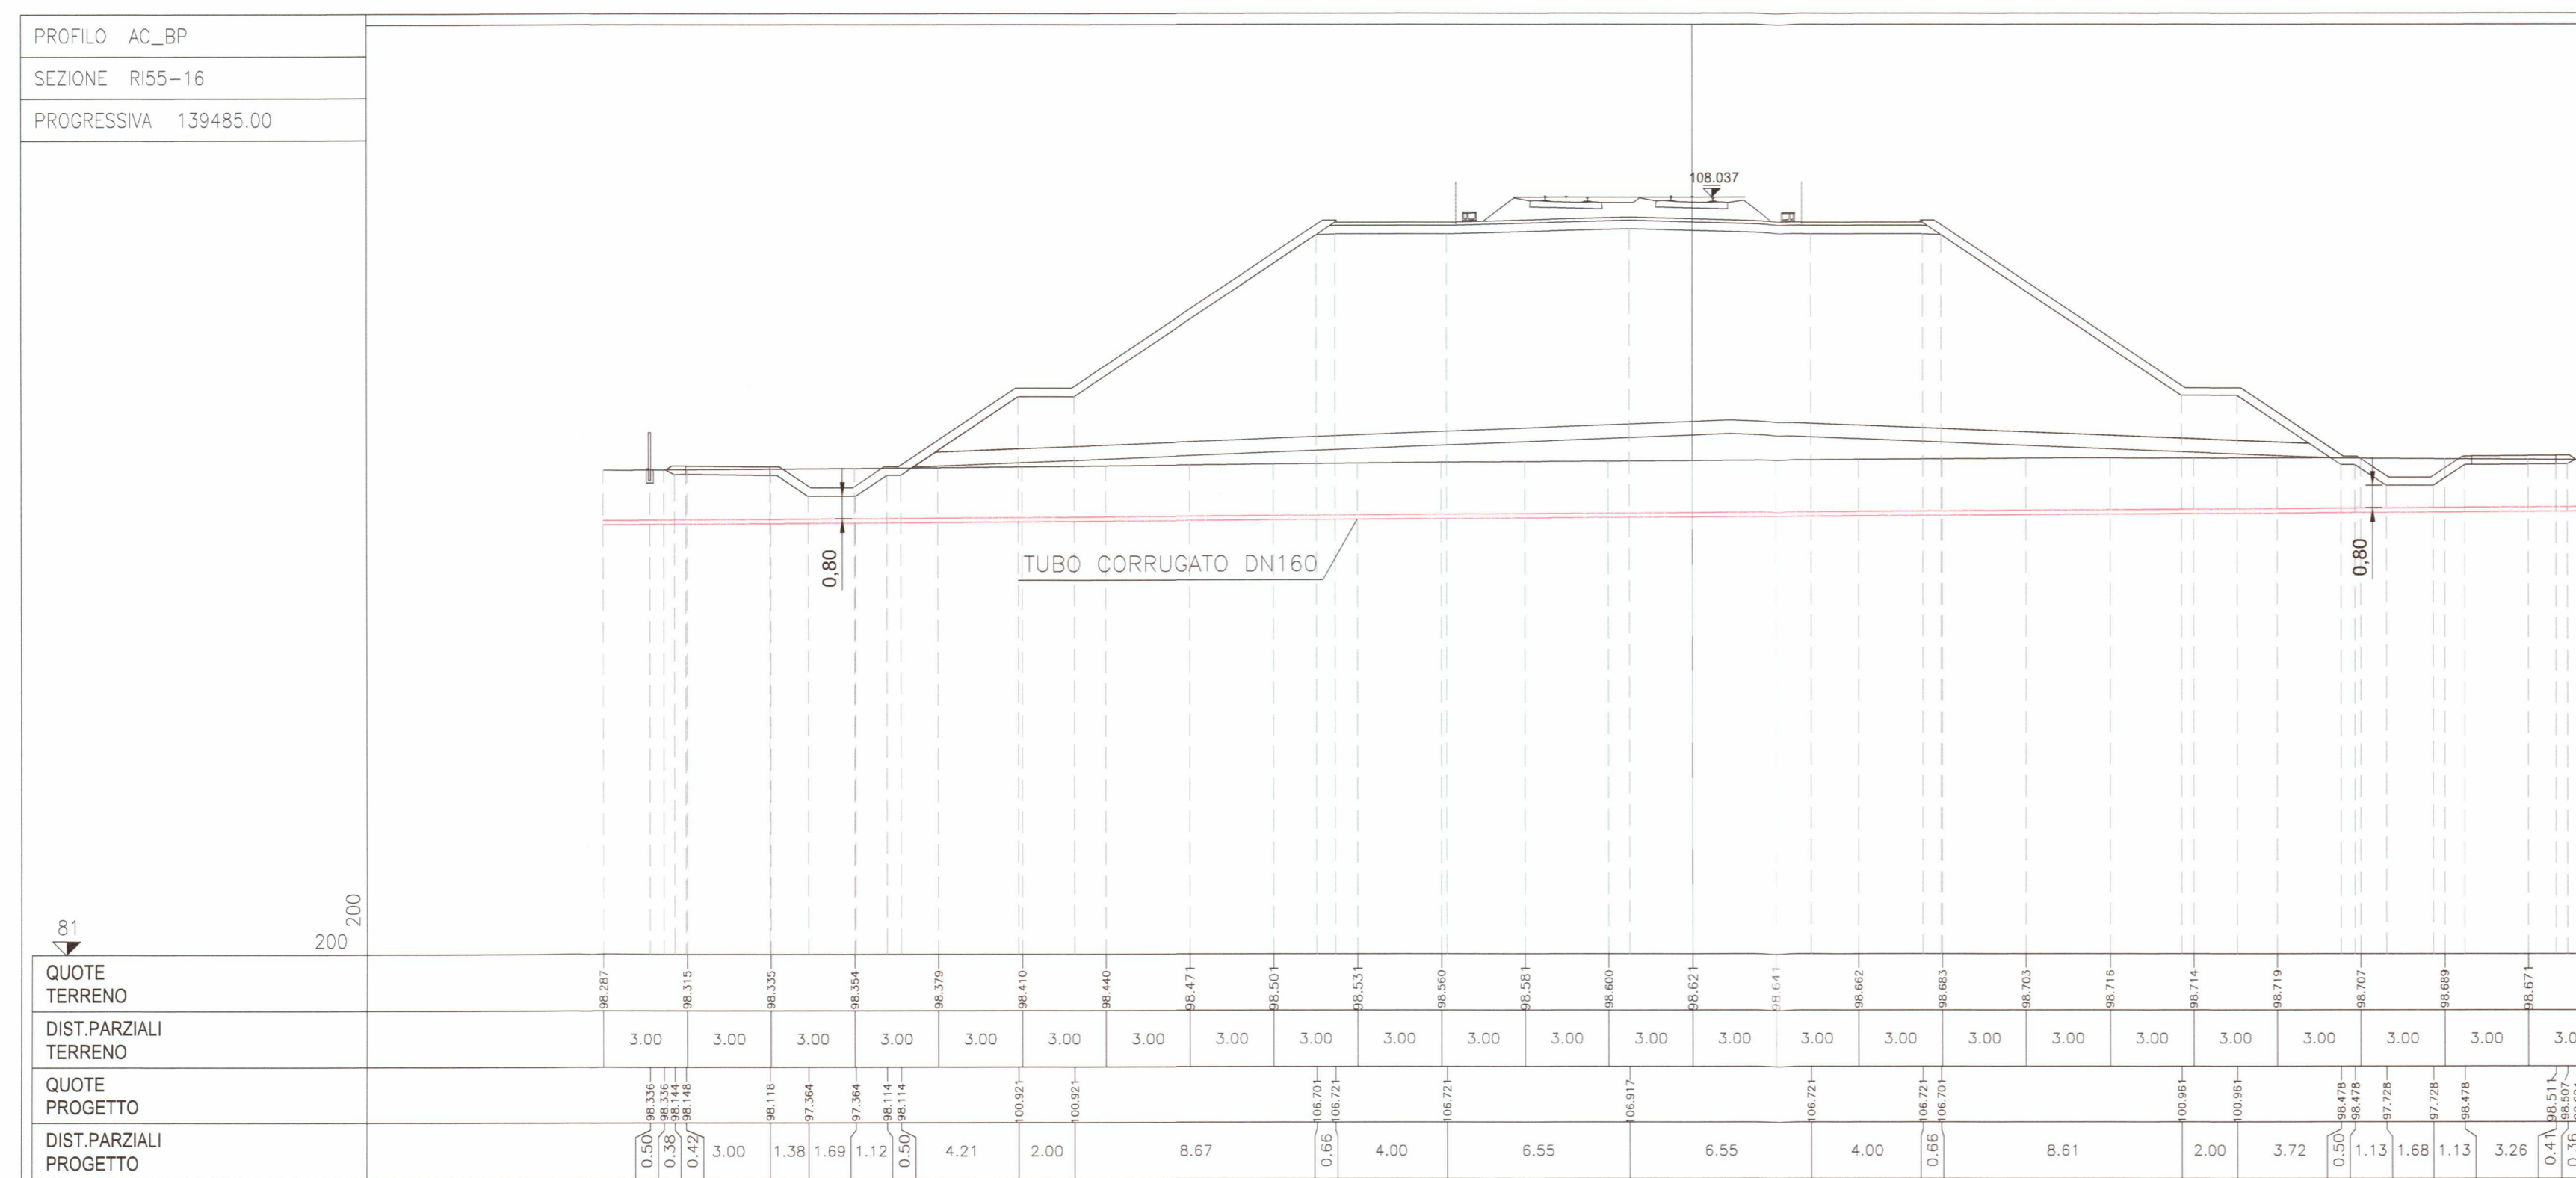 PROFILO AC_BP
SEZIONE RI55-16
PROGRESSIVA 139485.00
108.037
0,80
TUBO CORRUGATO DN160
0,80
81
200
200
QUOTE
TERRENO
98.287 98.315 98.335 98.354 98.379 98.410 98.440 98.471 98.501 98.531 98.560 98.581 98.600 98.621 98.641 98.662 98.683 98.703 98.716 98.714 98.719 98.707 98.689 98.671
DIST.PARZIALI
TERRENO
3.00 3.00 3.00 3.00 3.00 3.00 3.00 3.00 3.00 3.00 3.00 3.00 3.00 3.00 3.00 3.00 3.00 3.00 3.00 3.00 3.00 3.00 3.00 3.0
QUOTE
PROGETTO
98.336 98.336 98.144 98.148 98.118 97.364 97.364 98.114 98.114 100.921 100.921 106.701 106.721 106.721 106.917 106.721 106.721 106.701 100.961 100.961 98.478 98.478 97.728 97.728 98.478 98.511 98.507
DIST.PARZIALI
PROGETTO
0.50 0.38 0.42 3.00 1.38 1.69 1.12 0.50 4.21 2.00 8.67 0.66 4.00 6.55 6.55 4.00 0.66 8.61 2.00 3.72 0.50 1.13 1.68 1.13 3.26 0.41 0.36